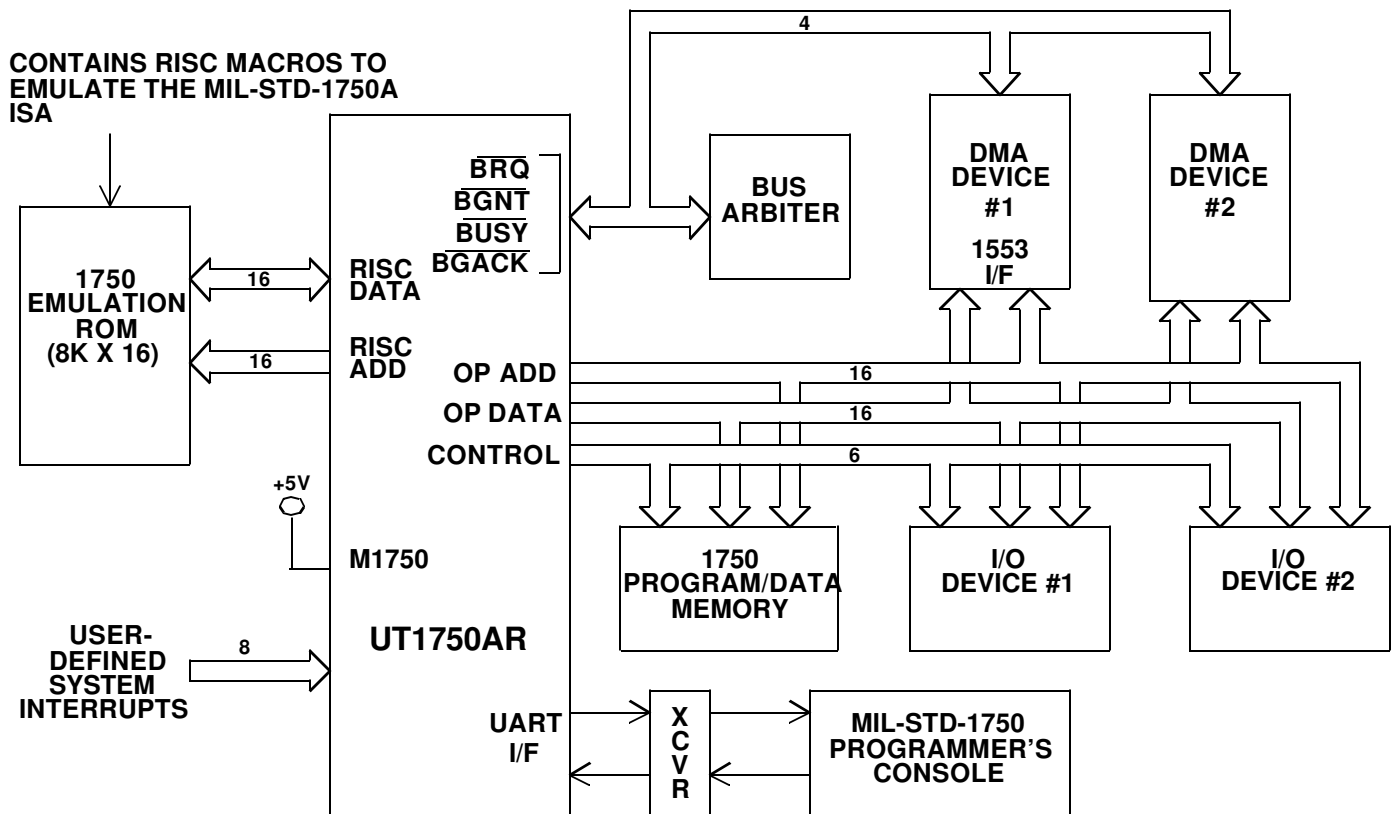 4
CONTAINS RISC MACROS TO
EMULATE THE MIL-STD-1750A
ISA
BRQ
BGNT
BUSY
BGACK
BUS
ARBITER
DMA
DEVICE
#1
1553
I/F
DMA
DEVICE
#2
1750
EMULATION
ROM
(8K X 16)
16
16
RISC
DATA
RISC
ADD
OP ADD
OP DATA
CONTROL
16
16
6
+5V
M1750
1750
PROGRAM/DATA
MEMORY
I/O
DEVICE #1
I/O
DEVICE #2
USER-
DEFINED
SYSTEM
INTERRUPTS
8
UT1750AR
UART
I/F
X
C
V
R
MIL-STD-1750
PROGRAMMER'S
CONSOLE